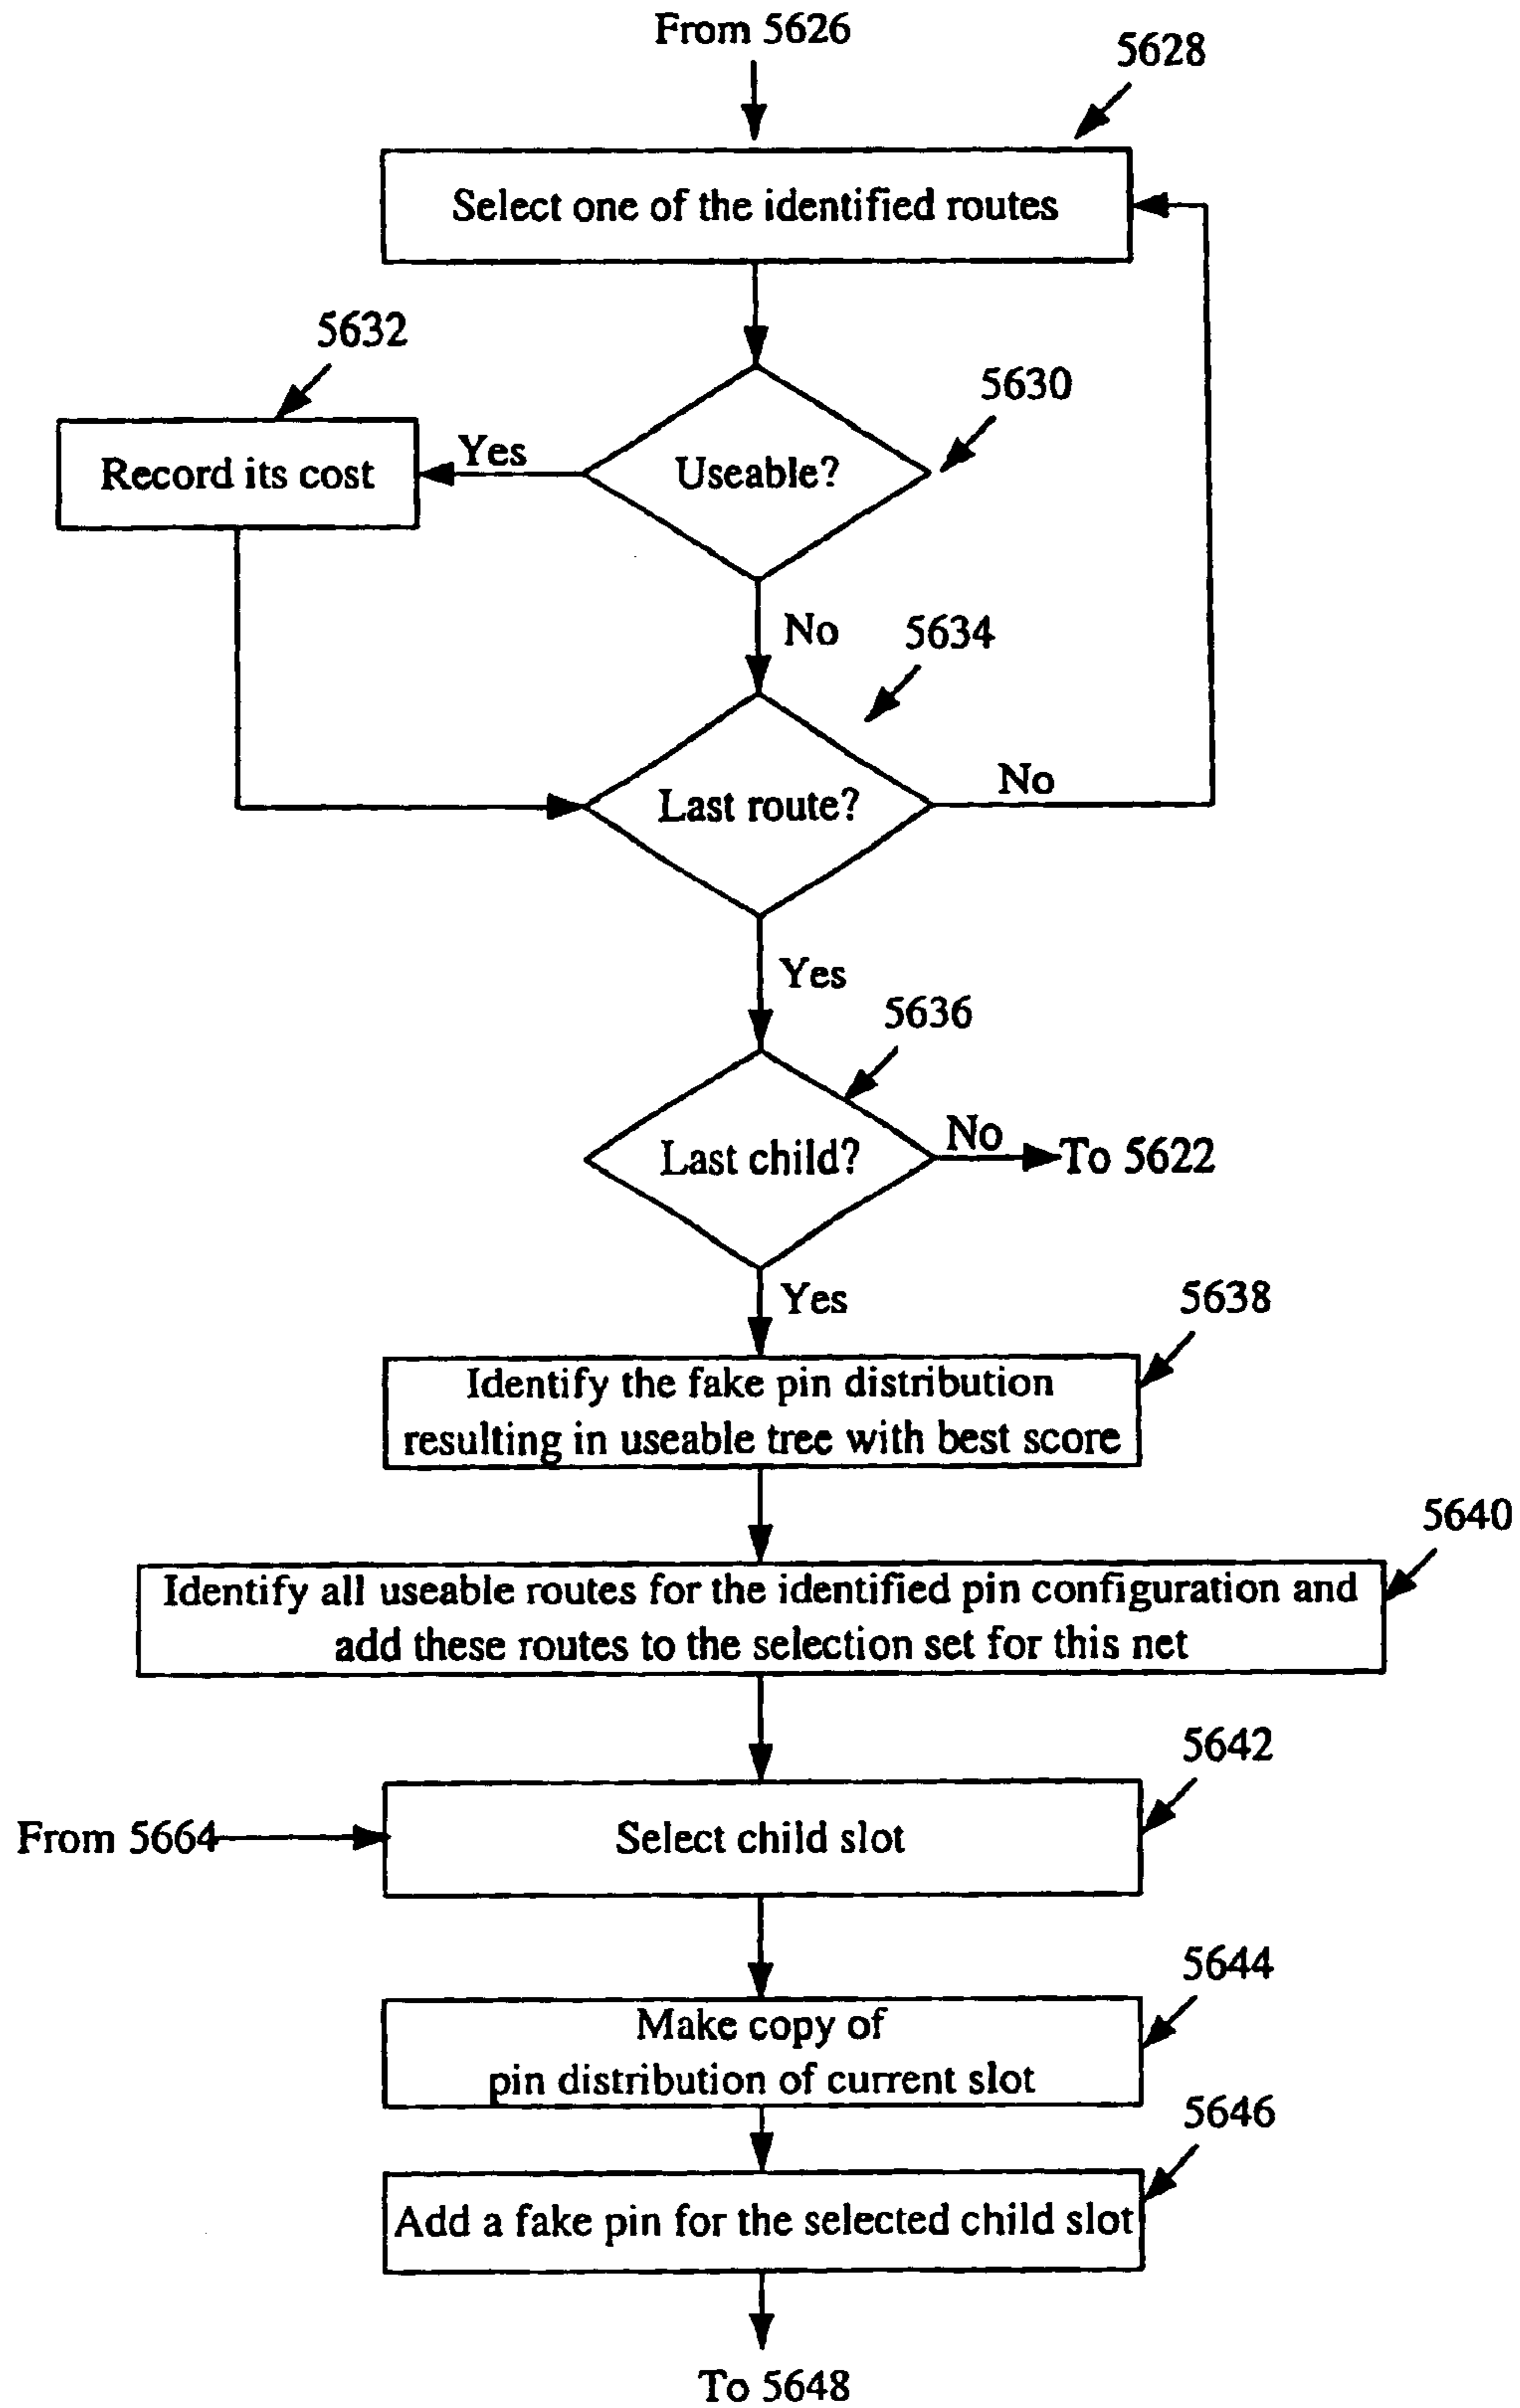 From 5626
5628
Select one of the identified routes
5632
5630
Record its cost
Yes
Useable?
No
5634
Last route?
No
Yes
5636
Last child?
No
To 5622
Yes
5638
Identify the fake pin distribution
resulting in useable tree with best score
5640
Identify all useable routes for the identified pin configuration and
add these routes to the selection set for this net
5642
From 5664
Select child slot
5644
Make copy of
pin distribution of current slot
5646
Add a fake pin for the selected child slot
To 5648